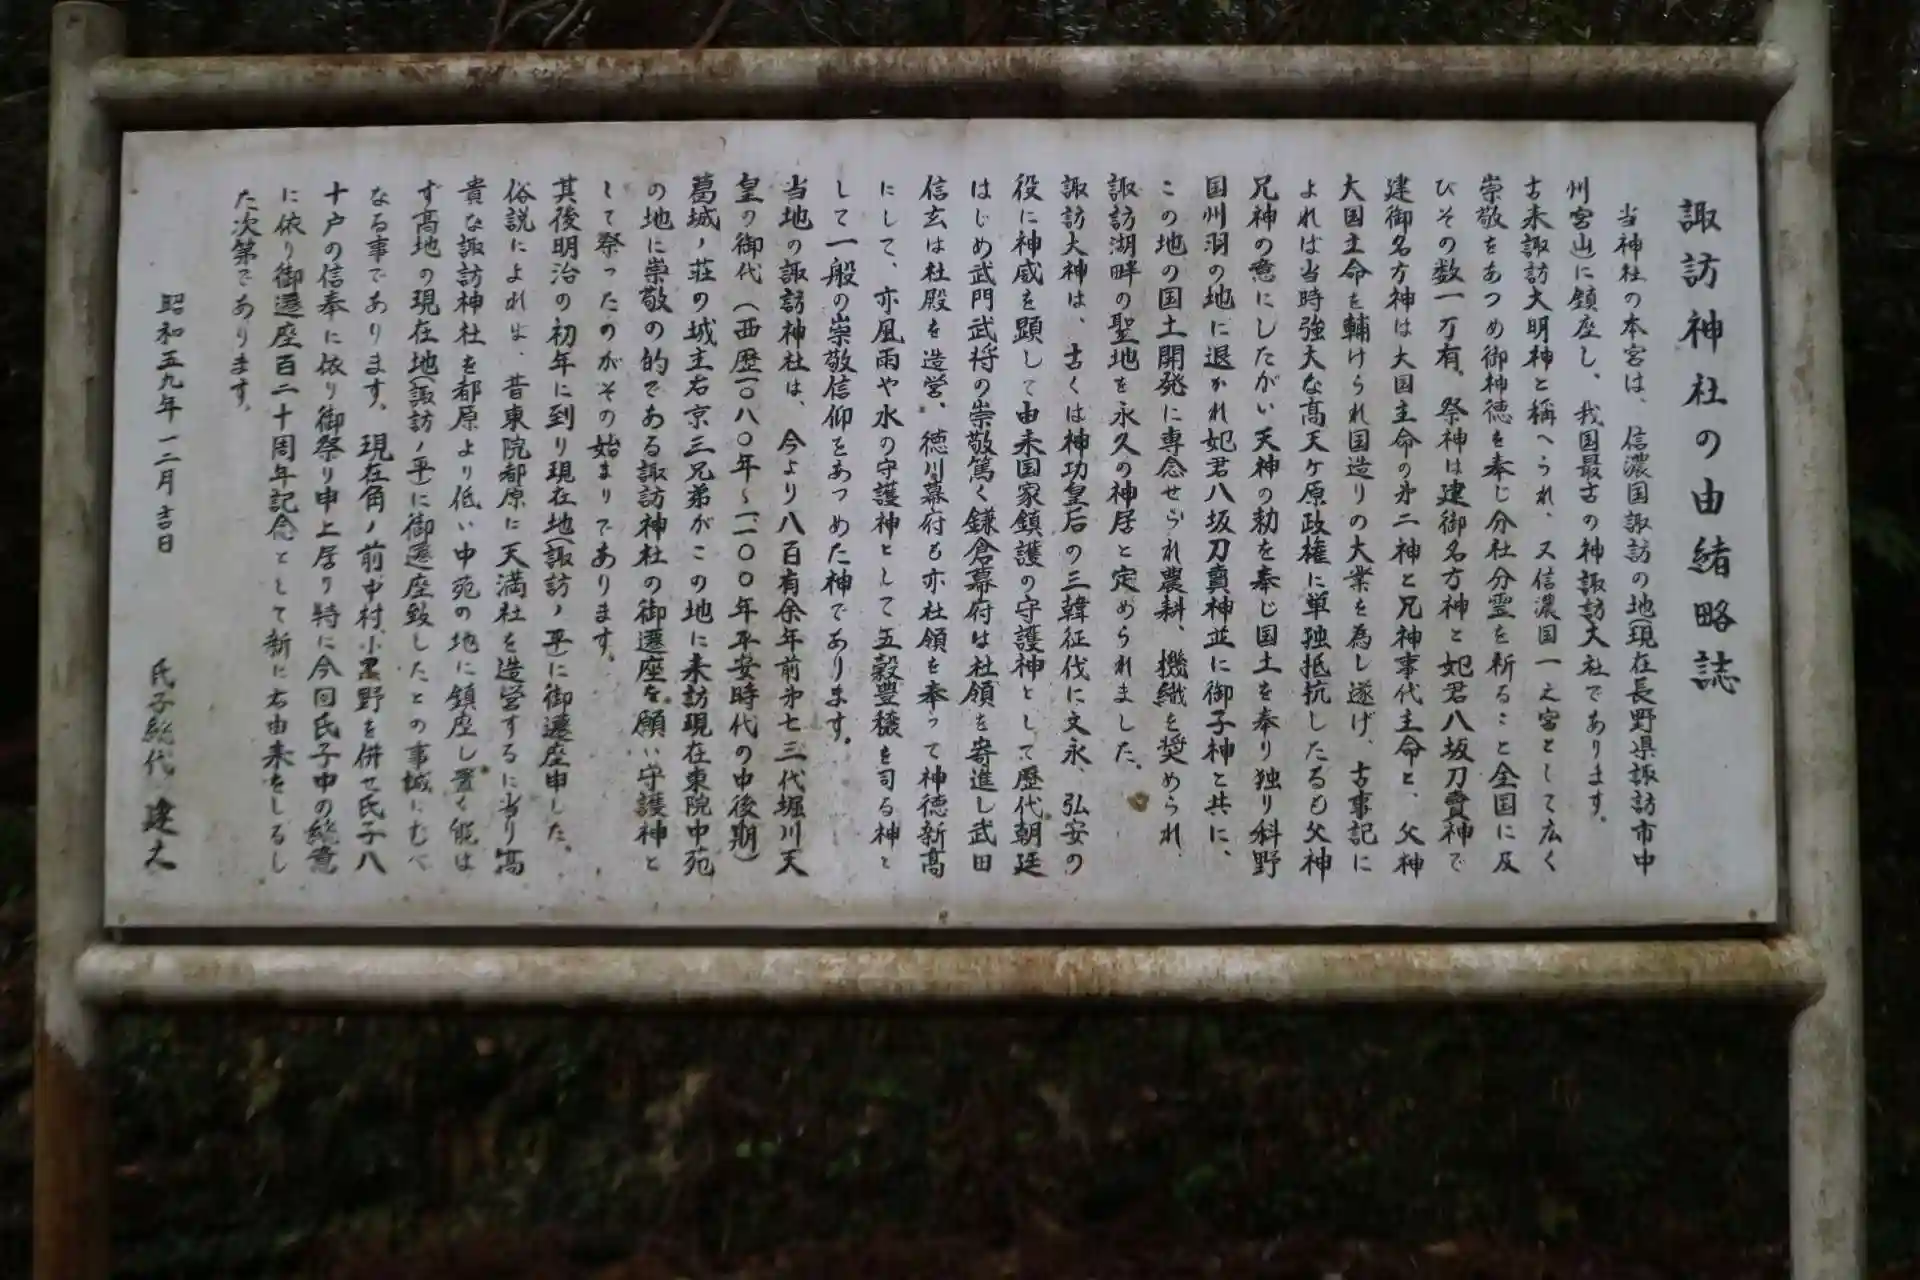 諏訪神社の由緒略誌
当神社の本宮は、信濃国諏訪の地(現在長野県諏訪市中
州宮山に鎮座し、我国最古の神諏訪大社であります。
古来諏訪大明神と稱へられ、又信濃国一之宮として広く
崇敬をあつめ御神徳を奉じ分社分霊を祈ること全国に及
びその数一万有。祭神は建御名方神と妃君八坂刀賣神で
建御名方神は大国主命の第二神と兄神事代主命と、父神
大国主命を輔けられ国造りの大業を為し遂げ、古事記に
よれは当時強大な高天ヶ原政権に単独抵抗したるも父神
兄神の意にしたがい天神の勅を奉じ国土を奉り独り科野
国州羽の地に退かれ妃君八坂刀賣神並に御子神と共に、
この地の国土開発に専念せられ農耕、機織を奨められ、
諏訪湖畔の聖地を永久の神居と定められました。
諏訪大神は、古くは神功皇后の三韓征伐に文永、弘安の
役に神威を顕して由来国家鎮護の守護神として歴代朝廷
はじめ武門武将の崇敬篤く鎌倉幕府は社領を寄進し武田
信玄は社殿を造営、徳川幕府も亦社領を奉って神徳新高
にして、亦風雨や水の守護神として五穀豊穣を司る神と
して一般の崇敬信仰をあつめた神であります。
当地の諏訪神社は、今より八百有余年前第七三代堀川天
皇の御代(西歴一〇八〇年〜一一〇〇年平安時代の中後期)
葛城ノ荘の城主右京三兄弟がこの地に来訪現在東院中苑
の地に崇敬の的である諏訪神社の御遷座を願い守護神と
して祭ったのがその始まりであります。
其後明治の初年に到り現在地(諏訪ノ平)に御遷座申した。
俗説によれば、昔東院都原に天満社を造営するに当り高
貴な諏訪神社を都原より低い中苑の地に鎮座し置く能は
ず高地の現在地(諏訪ノ平)に御遷座致したとの事誠にむべ
なる事であります。現在角ノ前中村、小黒野を併せ氏子八
十戸の信奉に依り御祭り申上居り特に今回氏子中の総意
に依り御遷座百二十周年記念として新に右由来をしるし
た次第であります。
昭和五九年一二月吉日
氏子総代 建之